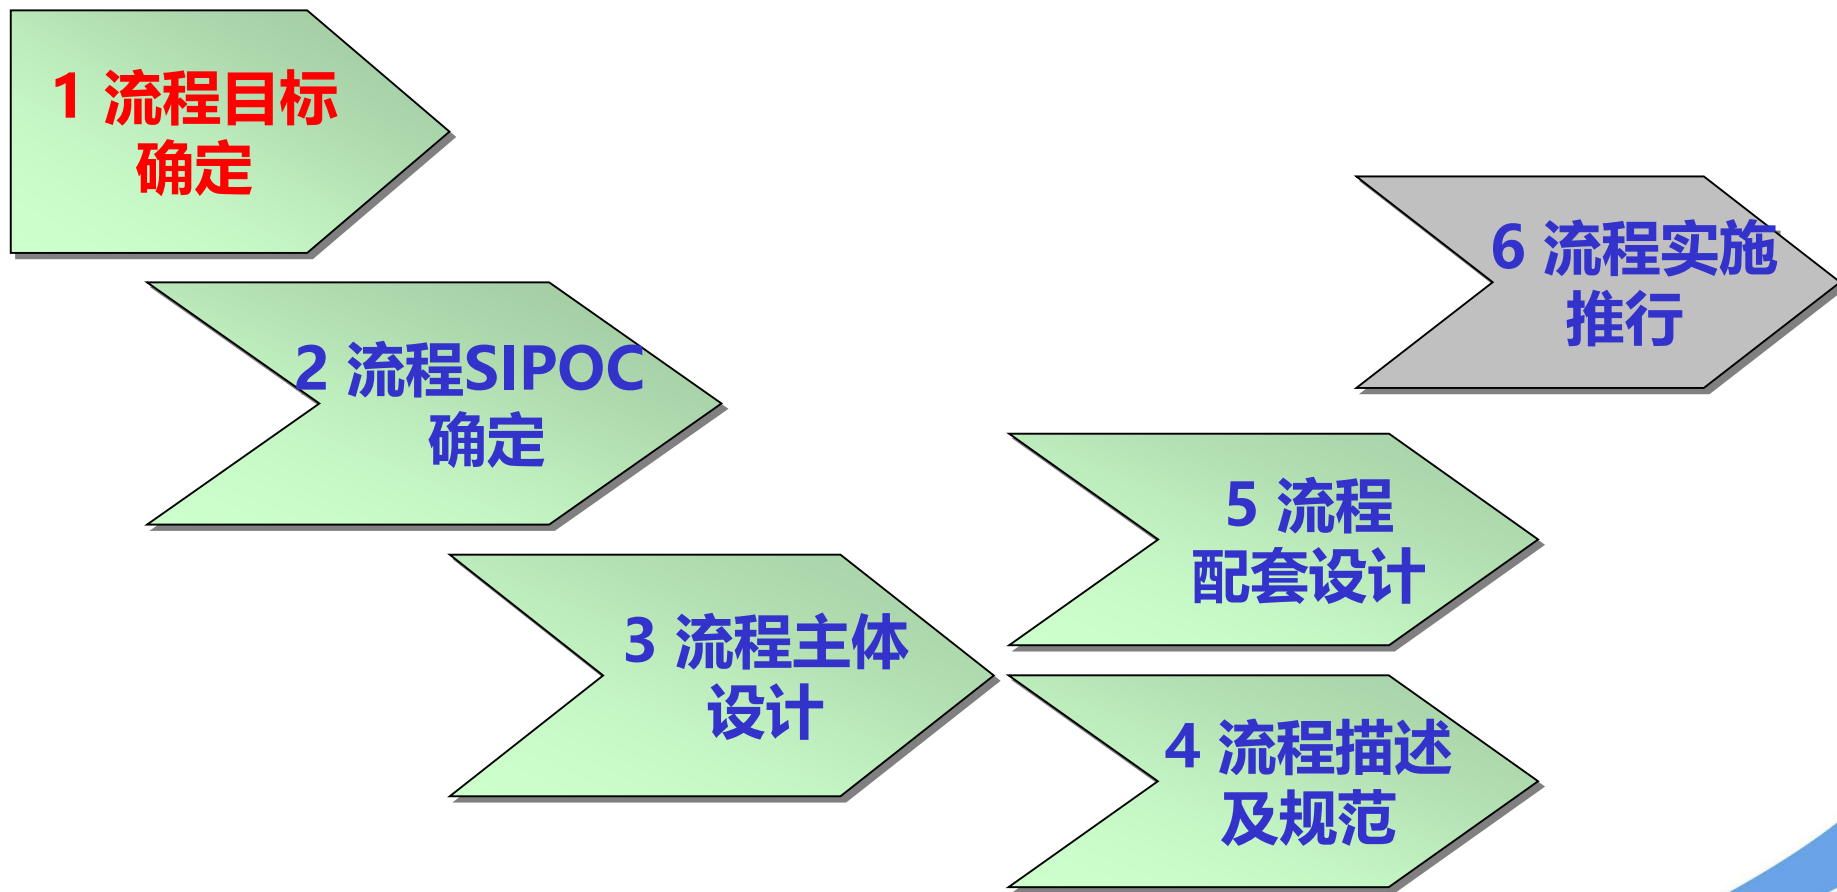 1 流程目标
确定
2 流程SIPOC
确定
3 流程主体
设计
4 流程描述
及规范
5 流程
配套设计
6 流程实施
推行